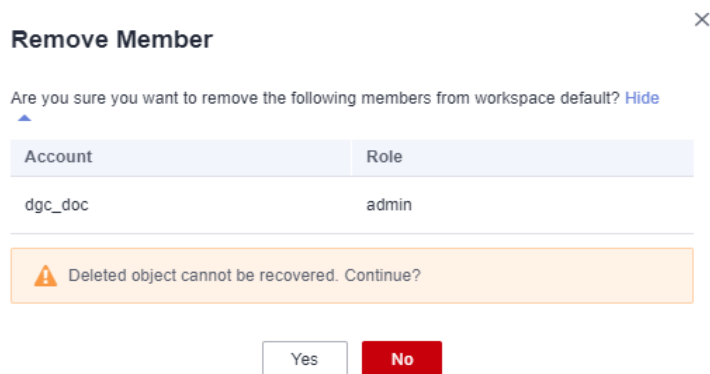 Remove Member
Are you sure you want to remove the following members from workspace default? Hide
Account Role
dgc_doc admin
Deleted object cannot be recovered. Continue?
Yes No